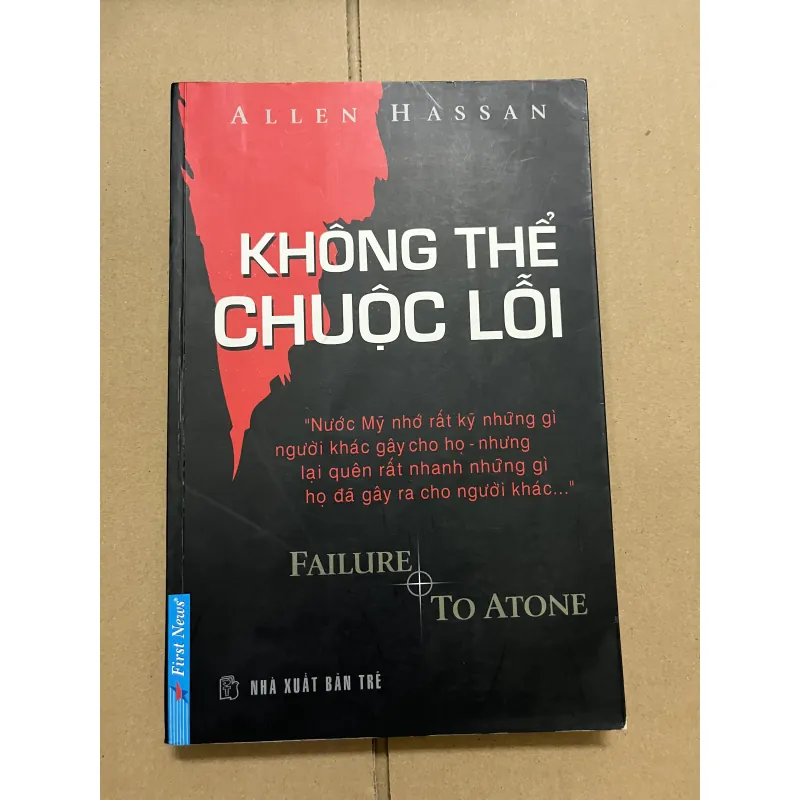 ALLEN HASSAN
KHÔNG THỂ
CHUỘC LỖI
"Nước Mỹ nhớ rất kỹ những gì
người khác gây cho họ - nhưng
lại quên rất nhanh những gì
họ đã gây ra cho người khác..."
FAILURE
TO ATONE
First News®
NHÀ XUẤT BẢN TRẺ